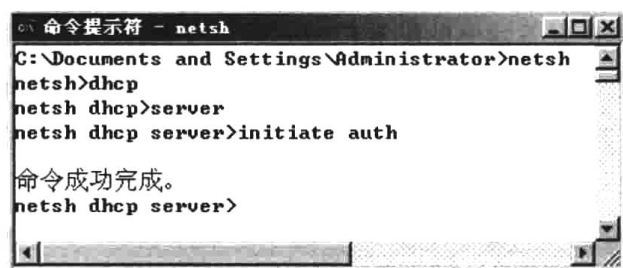 命令提示符 - netsh
C:\Documents and Settings\Administrator>netsh
netsh>dhcp
netsh dhcp>server
netsh dhcp server>initiate auth
命令成功完成。
netsh dhcp server>